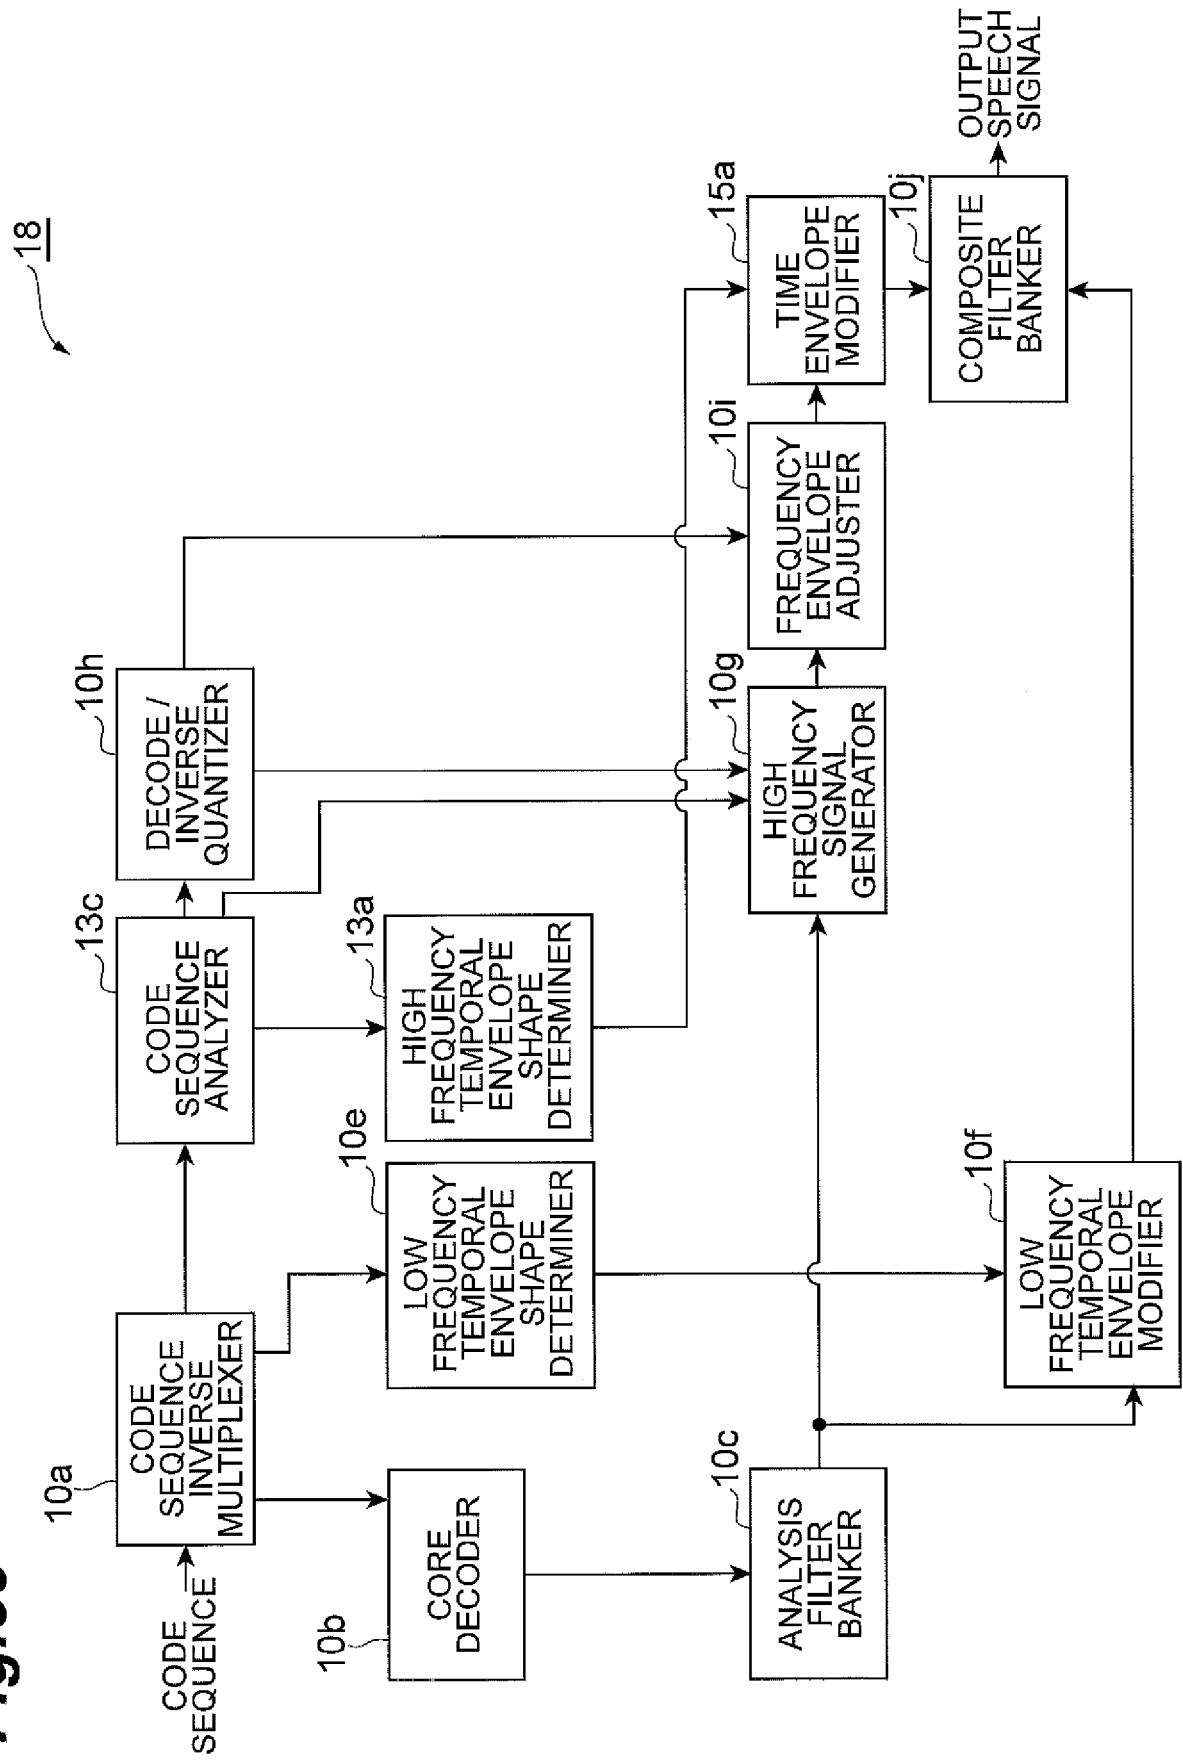 18
10a
CODE
SEQUENCE
INVERSE
MULTIPLEXER
CODE
SEQUENCE
13c
CODE
SEQUENCE
ANALYZER
10h
DECODE /
INVERSE
QUANTIZER
10b
CORE
DECODER
10e
LOW
FREQUENCY
TEMPORAL
ENVELOPE
SHAPE
DETERMINER
13a
HIGH
FREQUENCY
TEMPORAL
ENVELOPE
SHAPE
DETERMINER
10c
ANALYSIS
FILTER
BANKER
10g
HIGH
FREQUENCY
SIGNAL
GENERATOR
10i
FREQUENCY
ENVELOPE
ADJUSTER
15a
TIME
ENVELOPE
MODIFIER
10f
LOW
FREQUENCY
TEMPORAL
ENVELOPE
MODIFIER
10j
COMPOSITE
FILTER
BANKER
OUTPUT
SPEECH
SIGNAL